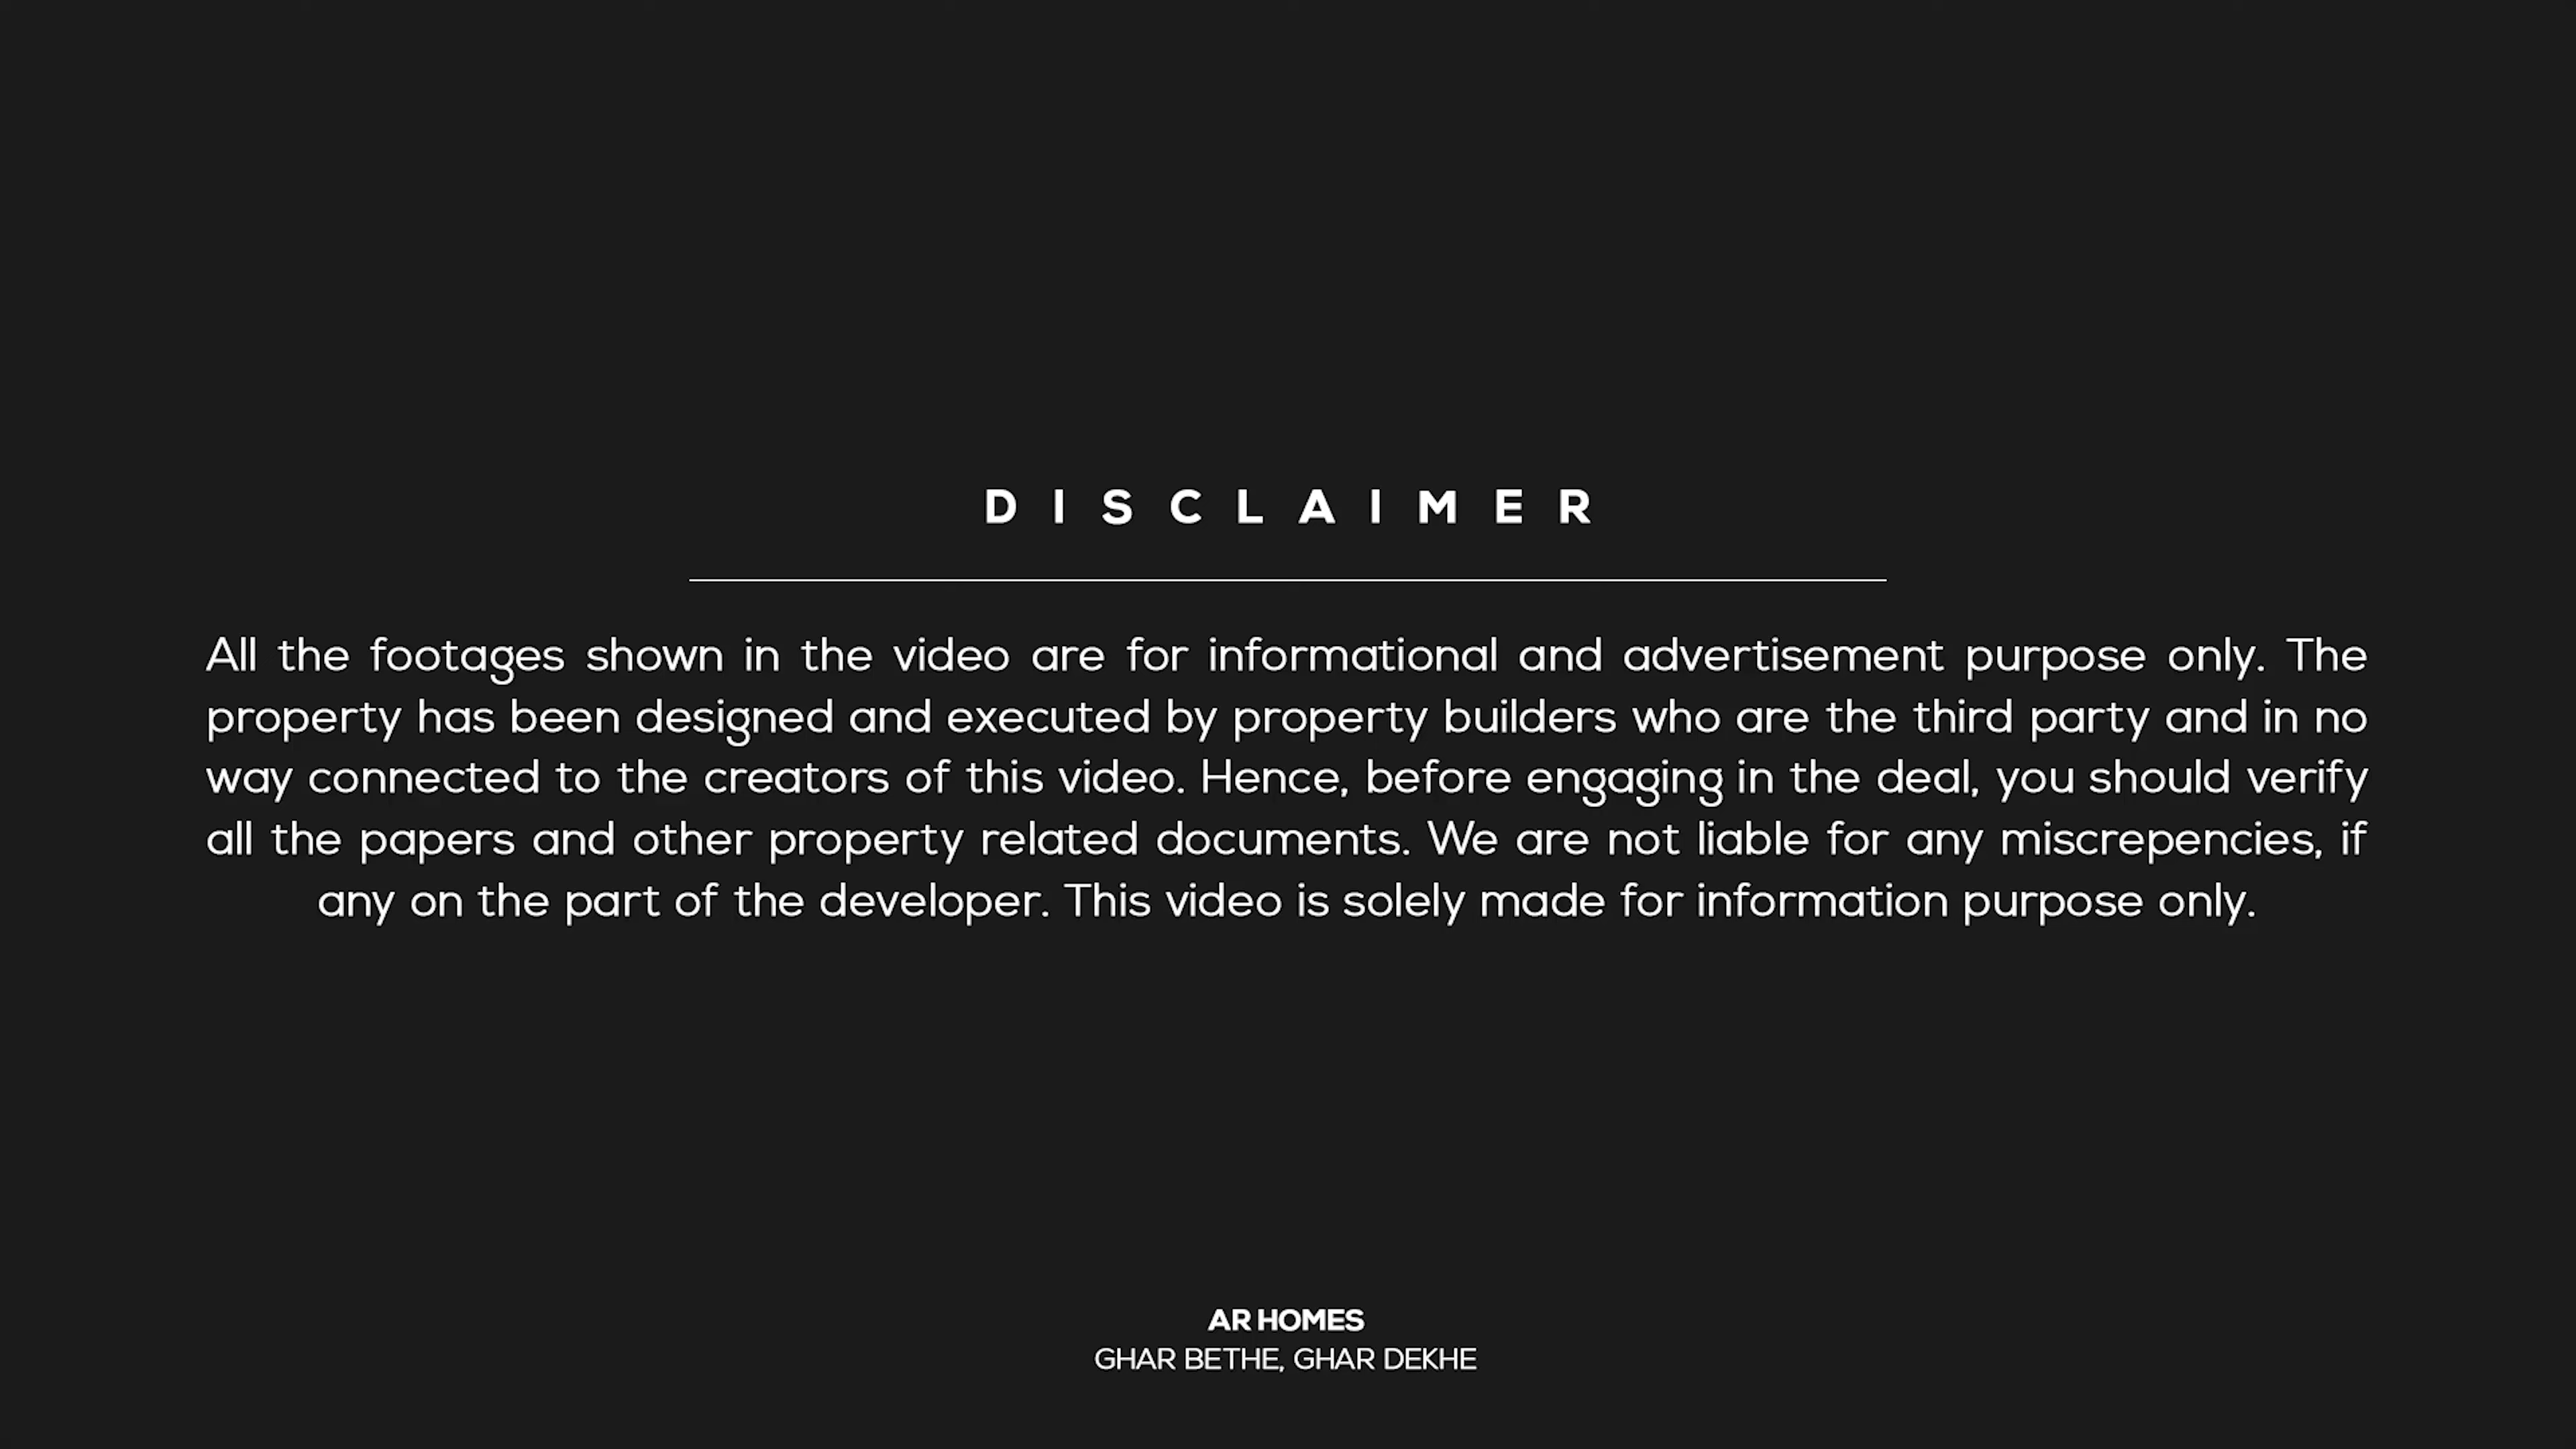 DISCLAIMER
All the footages shown in the video are for informational and advertisement purpose only. The
property has been designed and executed by property builders who are the third party and in no
way connected to the creators of this video. Hence, before engaging in the deal, you should verify
all the papers and other property related documents. We are not liable for any miscrepencies, if
any on the part of the developer. This video is solely made for information purpose only.
AR HOMES
GHAR BETHE, GHAR DEKHE